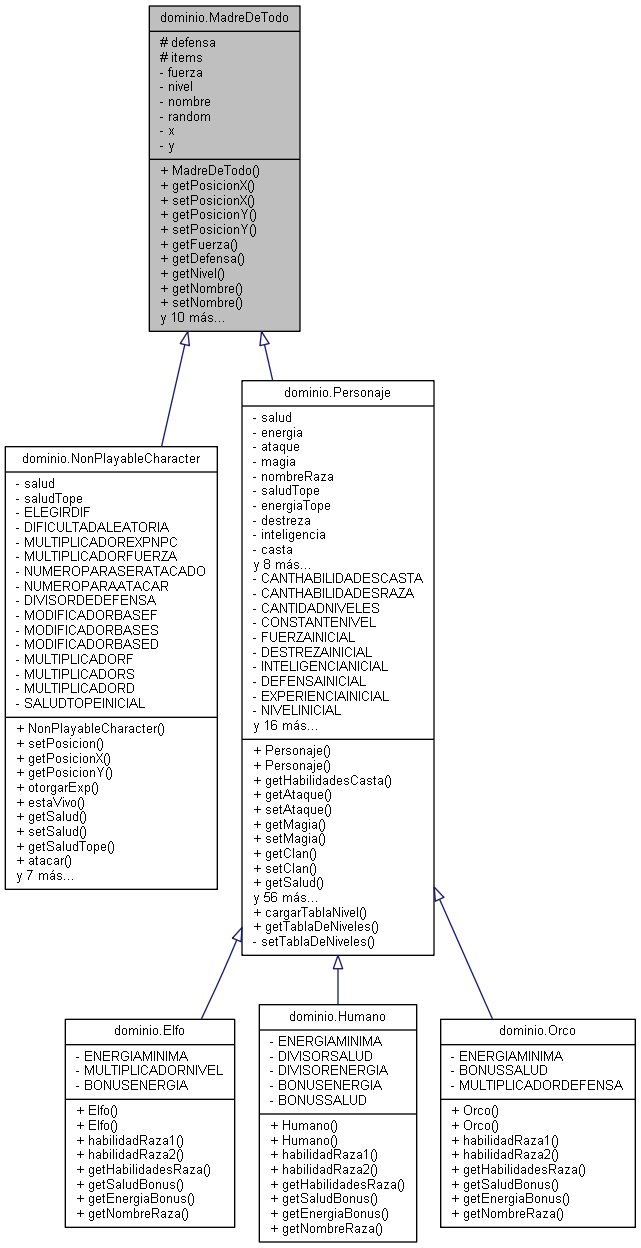 dominio.MadreDeTodo
# defensa
# items
- fuerza
- nivel
- nombre
- random
- x
- y
+ MadreDeTodo()
+ getPosicionX()
+ setPosicionX()
+ getPosicionY()
+ setPosicionY()
+ getFuerza()
+ getDefensa()
+ getNivel()
+ getNombre()
+ setNombre()
y 10 más...
dominio.NonPlayableCharacter
- salud
- saludTope
- ELEGIRDIF
- DIFICULTADALEATORIA
- MULTIPLICADOREXPNPC
- MULTIPLICADORFUERZA
- NUMEROPARASERATACADO
- NUMEROPARAATACAR
- DIVISORDEDEFENSA
- MODIFICADORBASEF
- MODIFICADORBASES
- MODIFICADORBASED
- MULTIPLICADORF
- MULTIPLICADORS
- MULTIPLICADORD
- SALUDTOPEINICIAL
+ NonPlayableCharacter()
+ setPosicion()
+ getPosicionX()
+ getPosicionY()
+ otorgarExp()
+ estaVivo()
+ getSalud()
+ setSalud()
+ getSaludTope()
+ atacar()
y 7 más...
dominio.Personaje
- salud
- energia
- ataque
- magia
- nombreRaza
- saludTope
- energiaTope
- destreza
- inteligencia
- casta
y 8 más...
- CANTHABILIDADESCASTA
- CANTHABILIDADESRAZA
- CANTIDADNIVELES
- CONSTANTENIVEL
- FUERZAINICIAL
- DESTREZAINICIAL
- INTELIGENCIANICIAL
- DEFENSAINICIAL
- EXPERIENCIAINICIAL
- NIVELINICIAL
y 16 más...
+ Personaje()
+ Personaje()
+ getHabilidadesCasta()
+ getAtaque()
+ setAtaque()
+ getMagia()
+ setMagia()
+ getClan()
+ setClan()
+ getSalud()
y 56 más...
+ cargarTablaNivel()
+ getTablaDeNiveles()
- setTablaDeNiveles()
dominio.Elfo
- ENERGIAMINIMA
- MULTIPLICADORNIVEL
- BONUSENERGIA
+ Elfo()
+ Elfo()
+ habilidadRaza1()
+ habilidadRaza2()
+ getHabilidadesRaza()
+ getSaludBonus()
+ getEnergiaBonus()
+ getNombreRaza()
dominio.Humano
- ENERGIAMINIMA
- DIVISORSALUD
- DIVISORENERGIA
- BONUSENERGIA
- BONUSSALUD
+ Humano()
+ Humano()
+ habilidadRaza1()
+ habilidadRaza2()
+ getHabilidadesRaza()
+ getSaludBonus()
+ getEnergiaBonus()
+ getNombreRaza()
dominio.Orco
- ENERGIAMINIMA
- BONUSSALUD
- MULTIPLICADORDEFENSA
+ Orco()
+ Orco()
+ habilidadRaza1()
+ habilidadRaza2()
+ getHabilidadesRaza()
+ getSaludBonus()
+ getEnergiaBonus()
+ getNombreRaza()